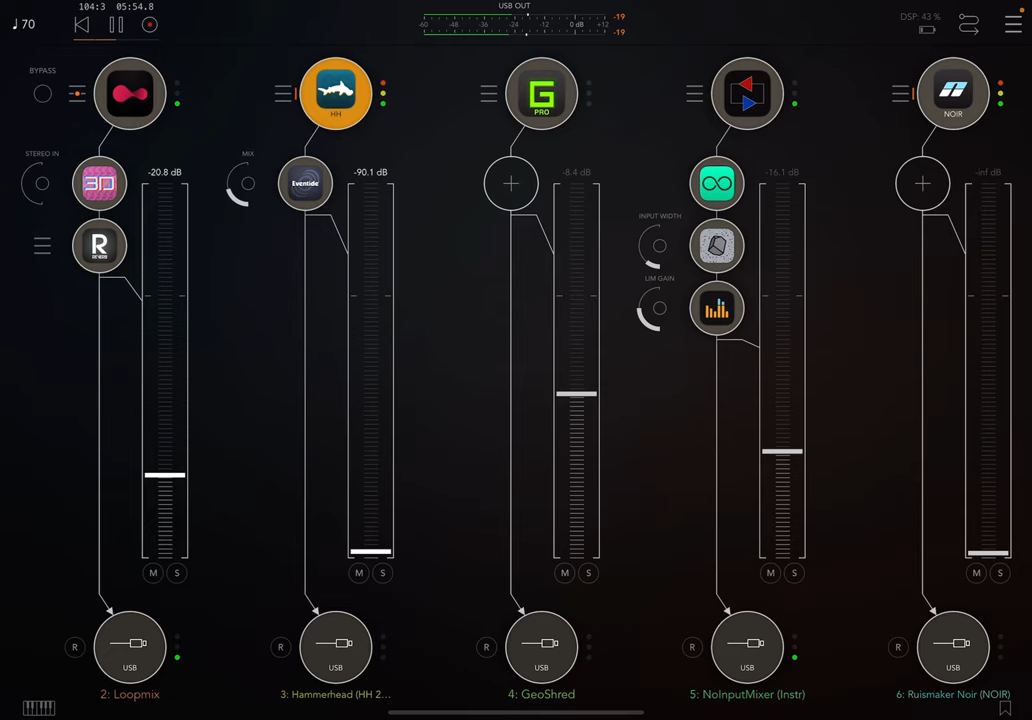 ♩70
104:3 05:54.8
USB OUT
-60 -48 -36 -24 -12 0 dB +12
-19
-19
DSP: 43 %
BYPASS
HH
G
PRO
NOIR
STEREO IN
3D
-20.8 dB
MIX
Eventide
-90.1 dB
-8.4 dB
-16.1 dB
-inf dB
R
INPUT WIDTH
LIM GAIN
M S
M S
M S
M S
M S
R USB
R USB
R USB
R USB
R USB
2: Loopmix
3: Hammerhead (HH 2...
4: GeoShred
5: NoInputMixer (Instr)
6: Ruismaker Noir (NOIR)